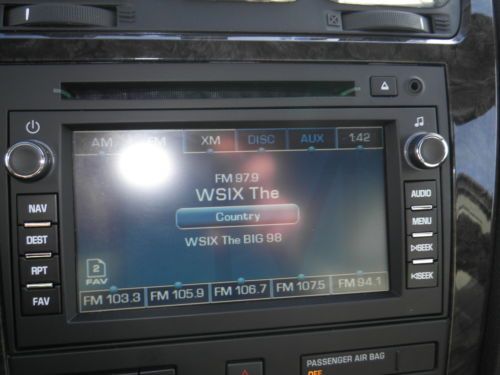 AM FM XM DISC AUX 1:42
FM 97.9
WSIX The
Country
WSIX The BIG 98
2
FAV
FM 103.3 FM 105.9 FM 106.7 FM 107.5 FM 94.1
NAV
DEST
RPT
FAV
AUDIO
MENU
SEEK
SEEK
PASSENGER AIR BAG
OFF